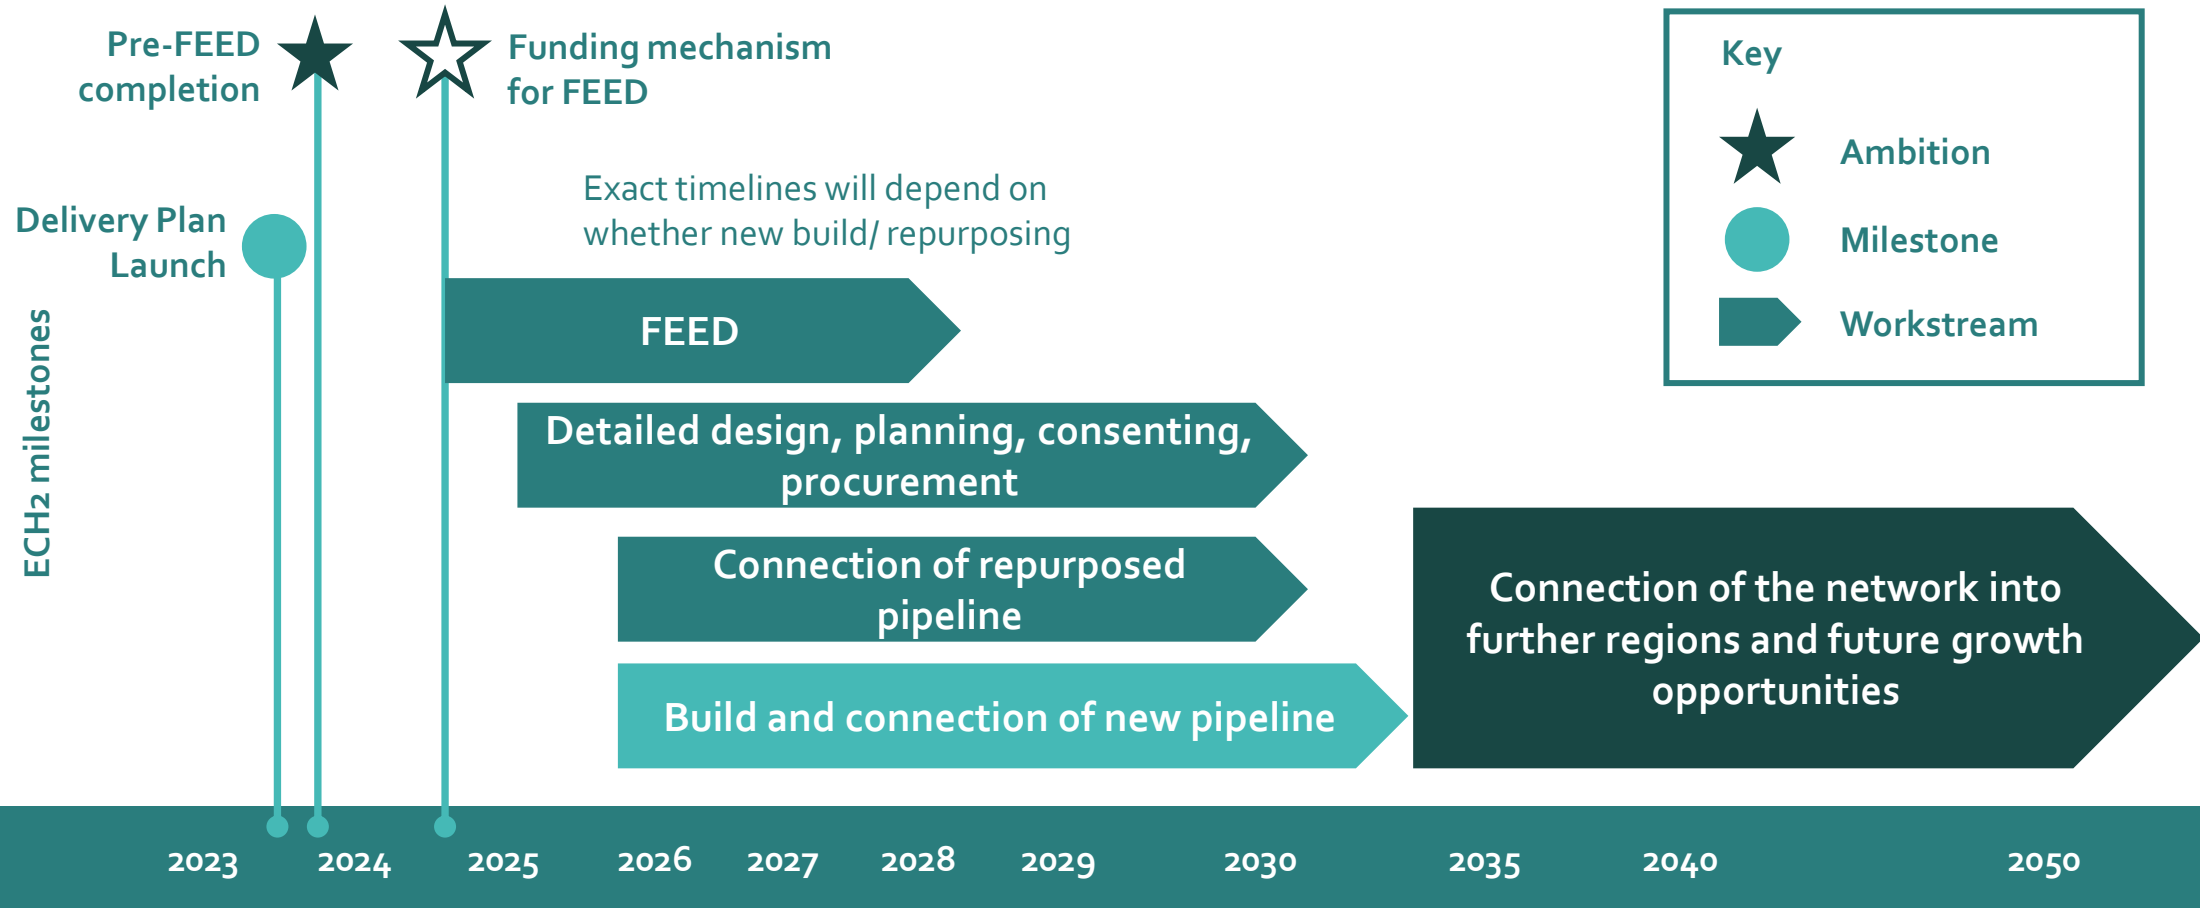 Pre-FEED
completion
Funding mechanism
for FEED
Key
Ambition
Milestone
Workstream
Exact timelines will depend on
whether new build/ repurposing
Delivery Plan
Launch
ECH2 milestones
FEED
Detailed design, planning, consenting,
procurement
Connection of repurposed
pipeline
Build and connection of new pipeline
Connection of the network into
further regions and future growth
opportunities
2023 2024 2025 2026 2027 2028 2029 2030 2035 2040 2050